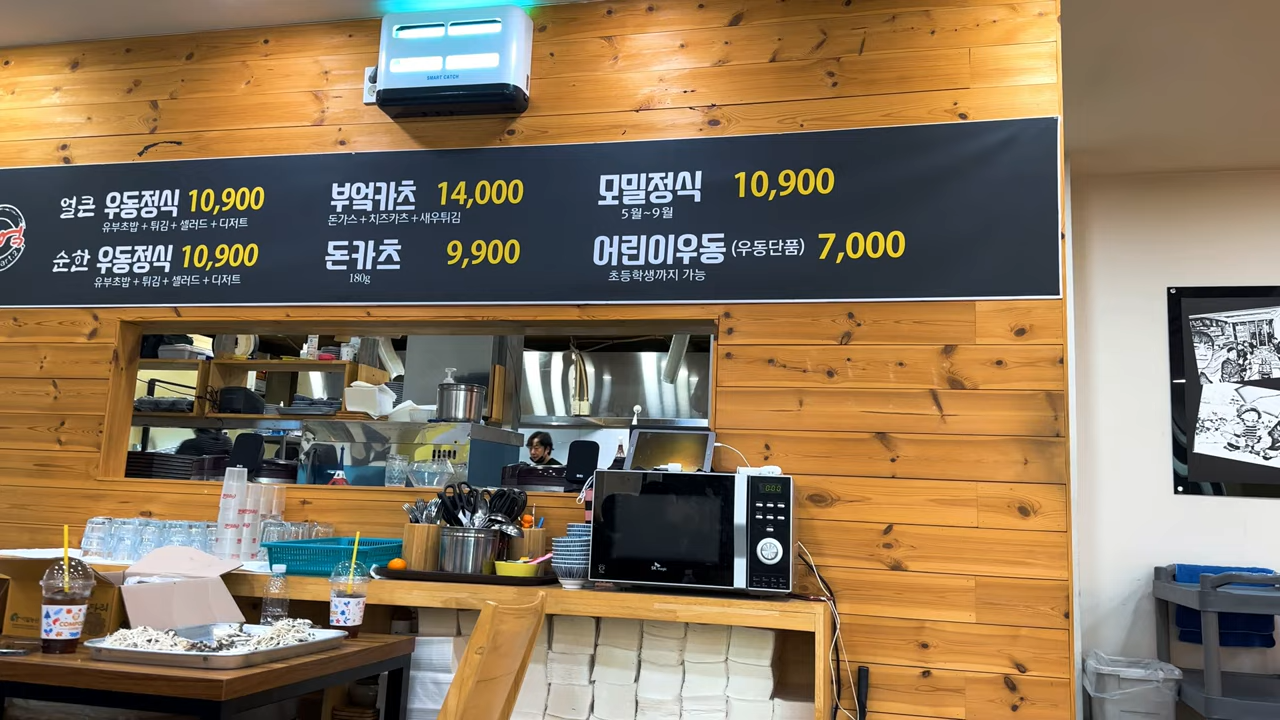 SMART CATCH
얼큰 우동정식 10,900
유부초밥 + 튀김 + 샐러드 + 디저트
순한 우동정식 10,900
유부초밥 + 튀김 + 샐러드 + 디저트
부엌카츠 14,000
돈가스 + 치즈카츠 + 새우튀김
돈카츠 9,900
180g
모밀정식 10,900
5월~9월
어린이우동 (우동단품) 7,000
초등학생까지 가능